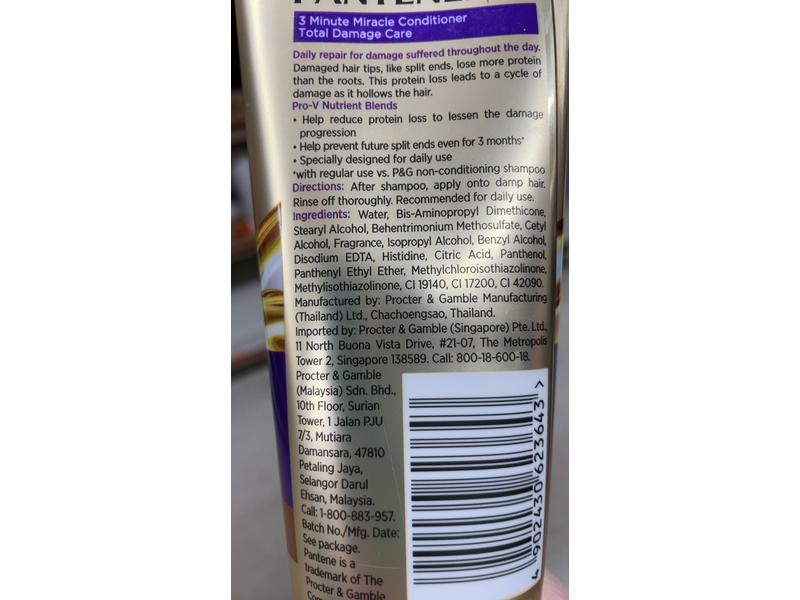 PANTENE
3 Minute Miracle Conditioner
Total Damage Care
Daily repair for damage suffered throughout the day.
Damaged hair tips, like split ends, lose more protein
than the roots. This protein loss leads to a cycle of
damage as it hollows the hair.
Pro-V Nutrient Blends
• Help reduce protein loss to lessen the damage
progression
• Help prevent future split ends even for 3 months*
• Specially designed for daily use
*with regular use vs. P&G non-conditioning shampoo
Directions: After shampoo, apply onto damp hair.
Rinse off thoroughly. Recommended for daily use.
Ingredients: Water, Bis-Aminopropyl Dimethicone,
Stearyl Alcohol, Behentrimonium Methosulfate, Cetyl
Alcohol, Fragrance, Isopropyl Alcohol, Benzyl Alcohol,
Disodium EDTA, Histidine, Citric Acid, Panthenol,
Panthenyl Ethyl Ether, Methylchloroisothiazolinone,
Methylisothiazolinone, CI 19140, CI 17200, CI 42090.
Manufactured by: Procter & Gamble Manufacturing
(Thailand) Ltd., Chachoengsao, Thailand.
Imported by: Procter & Gamble (Singapore) Pte. Ltd.,
11 North Buona Vista Drive, #21-07, The Metropolis
Tower 2, Singapore 138589. Call: 800-18-600-18.
Procter & Gamble
(Malaysia) Sdn. Bhd.,
10th Floor, Surian
Tower, 1 Jalan PJU
7/3, Mutiara
Damansara, 47810
Petaling Jaya,
Selangor Darul
Ehsan, Malaysia.
Call: 1-800-883-957.
Batch No./Mfg. Date:
See package.
Pantene is a
trademark of The
Procter & Gamble
4 902430 623643 >